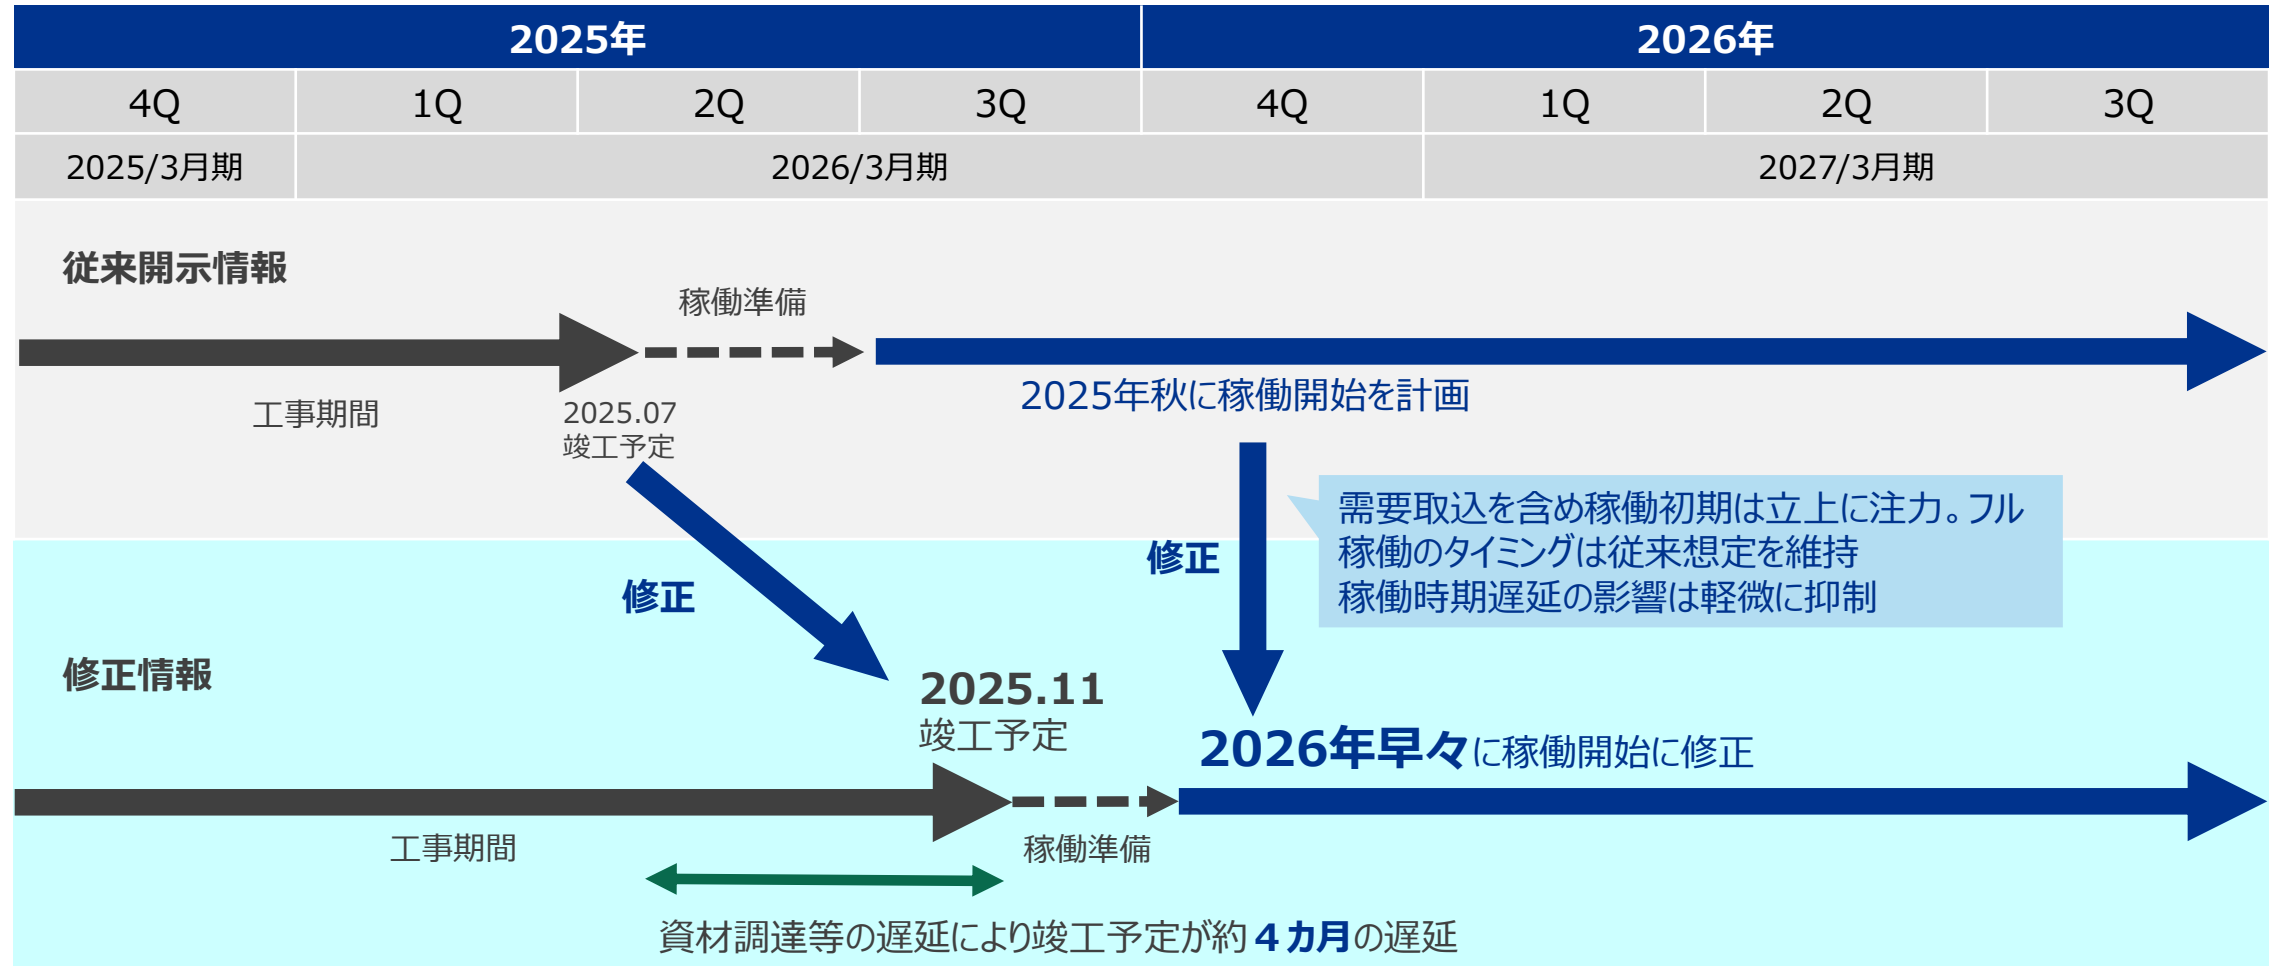 2025年
2026年
4Q
1Q
2Q
3Q
4Q
1Q
2Q
3Q
2025/3月期
2026/3月期
2027/3月期
従来開示情報
稼働準備
工事期間
2025.07
竣工予定
2025年秋に稼働開始を計画
需要取込を含め稼働初期は立上に注力。フル
稼働のタイミングは従来想定を維持
稼働時期遅延の影響は軽微に抑制
修正
修正
修正情報
2025.11
竣工予定
2026年早々に稼働開始に修正
工事期間
稼働準備
資材調達等の遅延により竣工予定が約４カ月の遅延